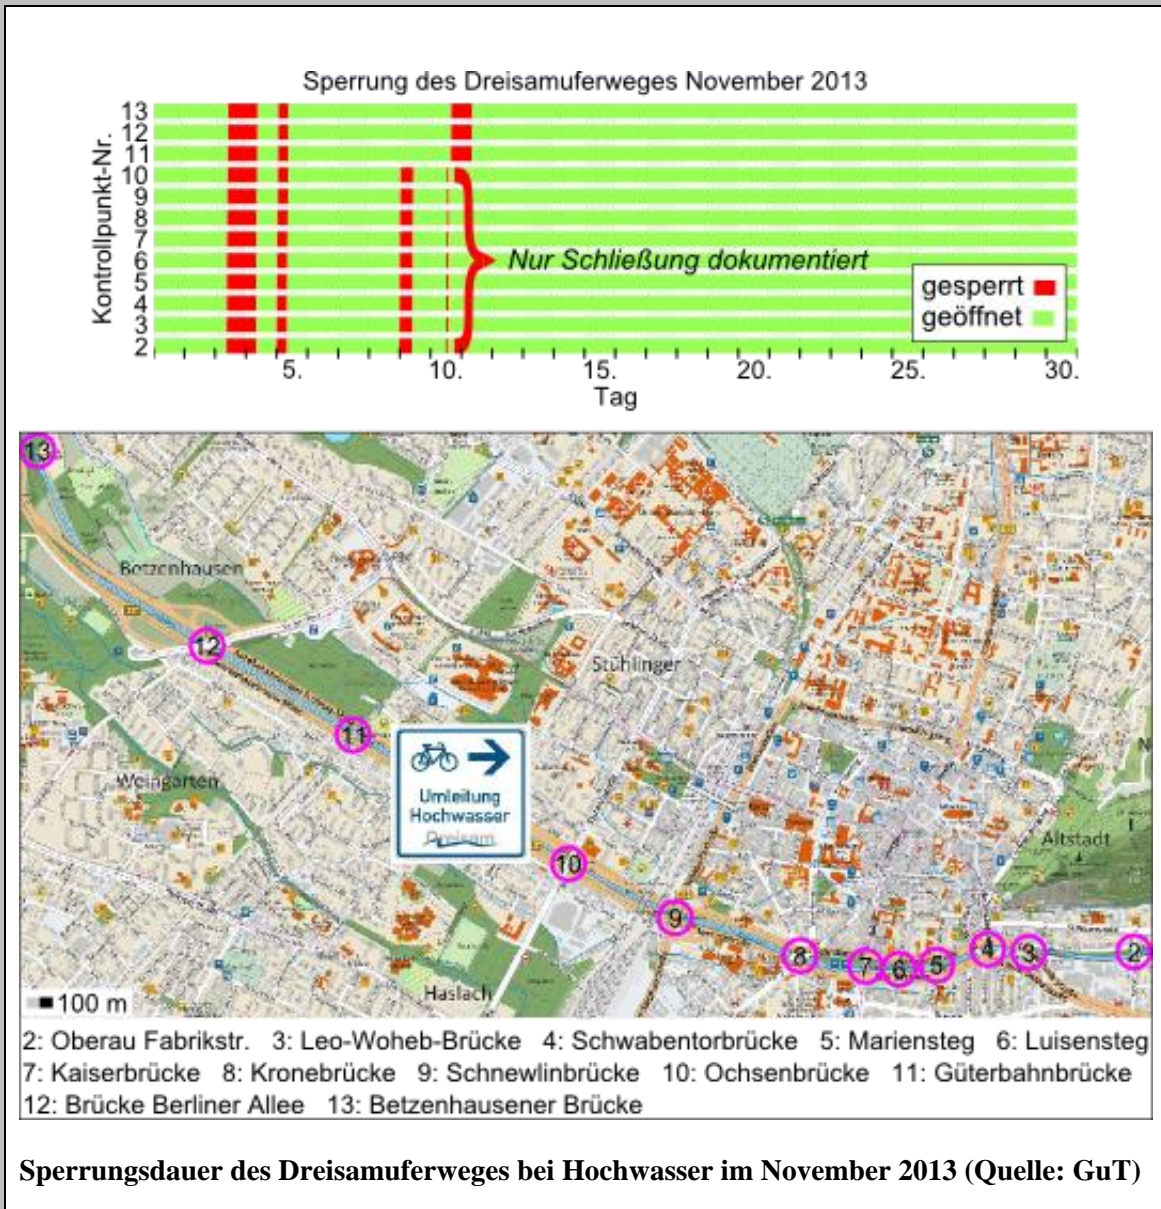 Sperrung des Dreisamuferweges November 2013
Kontrollpunkt-Nr.
13
12
11
10
9
8
7
6
5
4
3
2
Nur Schließung dokumentiert
gesperrt
geöffnet
5. 10. 15. 20. 25. 30.
Tag
13
Betzenhausen
12
Stühlinger
11
Weingarten
Umleitung
Hochwasser
Dreisam
Altstadt
10
9
8 7 6 5 4 3 2
Haslach
100 m
2: Oberau Fabrikstr. 3: Leo-Woheb-Brücke 4: Schwabentorbrücke 5: Mariensteg 6: Luisensteg
7: Kaiserbrücke 8: Kronebrücke 9: Schnewlinbrücke 10: Ochsenbrücke 11: Güterbahnbrücke
12: Brücke Berliner Allee 13: Betzenhausener Brücke
Sperrungsdauer des Dreisamuferweges bei Hochwasser im November 2013 (Quelle: GuT)